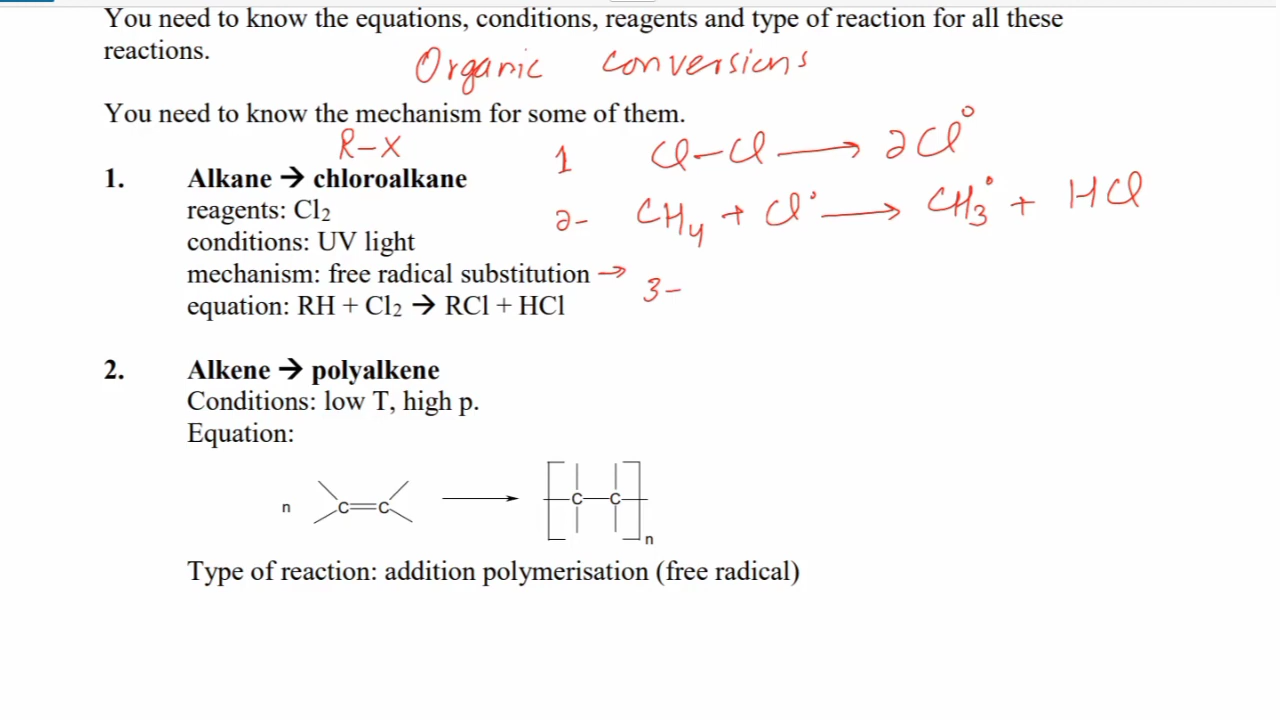 You need to know the equations, conditions, reagents and type of reaction for all these
reactions.
Organic conversions
You need to know the mechanism for some of them.
R-X
1 Cl-Cl → 2Cl°
1. Alkane → chloroalkane
reagents: Cl₂
2- CH₄ + Cl° → CH₃° + HCl
conditions: UV light
mechanism: free radical substitution →
3-
equation: RH + Cl₂ → RCl + HCl
2. Alkene → polyalkene
Conditions: low T, high p.
Equation:
n C=C → [C-C]n
Type of reaction: addition polymerisation (free radical)